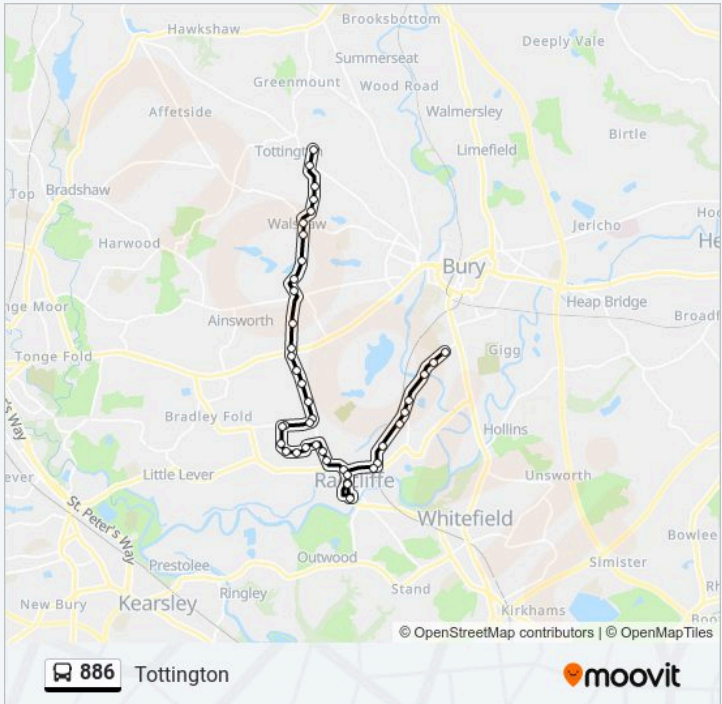 Hawkshaw
Brooksbottom
Deeply Vale
Summerseat
Greenmount
Wood Road
Affetside
Walmersley
Birtle
Tottington
Limefield
Top
Bradshaw
Jericho
Harwood
Bury
Heap Bridge
Ainsworth
Tonge Fold
Gigg
Bradley Fold
Hollins
Little Lever
Unsworth
St. Peter's Way
Whitefield
Prestolee
Outwood
Simister
Ringley
Stand
New Bury
Kearsley
Kirkhams
© OpenStreetMap contributors | © OpenMapTiles
886 Tottington
moovit